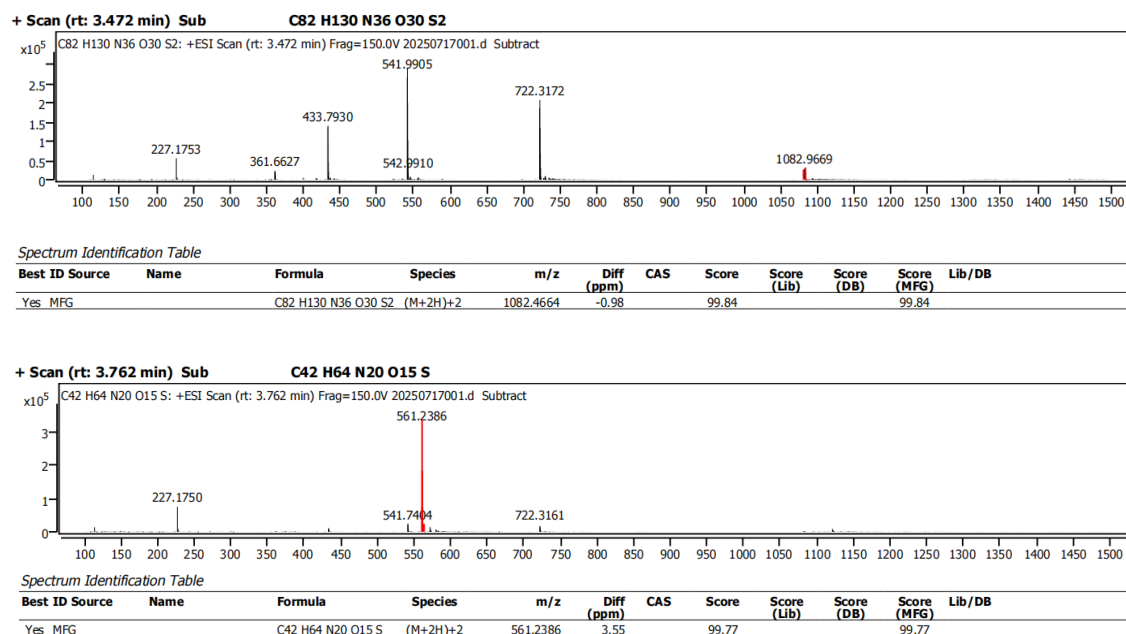 + Scan (rt: 3.472 min) Sub C82 H130 N36 O30 S2
x10⁵ C82 H130 N36 O30 S2: +ESI Scan (rt: 3.472 min) Frag=150.0V 20250717001.d Subtract
541.9905
2.5
722.3172
2
433.7930
1.5
1
227.1753
361.6627
542.9910
1082.9669
0.5
0
100 150 200 250 300 350 400 450 500 550 600 650 700 750 800 850 900 950 1000 1050 1100 1150 1200 1250 1300 1350 1400 1450 1500
Spectrum Identification Table
Best ID Source Name Formula Species m/z Diff (ppm) CAS Score Score (Lib) Score (DB) Score (MFG) Lib/DB
Yes MFG C82 H130 N36 O30 S2 (M+2H)+2 1082.4664 -0.98 99.84 99.84
+ Scan (rt: 3.762 min) Sub C42 H64 N20 O15 S
x10⁵ C42 H64 N20 O15 S: +ESI Scan (rt: 3.762 min) Frag=150.0V 20250717001.d Subtract
561.2386
3
2
1
227.1750
541.7404
722.3161
0
100 150 200 250 300 350 400 450 500 550 600 650 700 750 800 850 900 950 1000 1050 1100 1150 1200 1250 1300 1350 1400 1450 1500
Spectrum Identification Table
Best ID Source Name Formula Species m/z Diff (ppm) CAS Score Score (Lib) Score (DB) Score (MFG) Lib/DB
Yes MFG C42 H64 N20 O15 S (M+2H)+2 561.2386 3.55 99.77 99.77